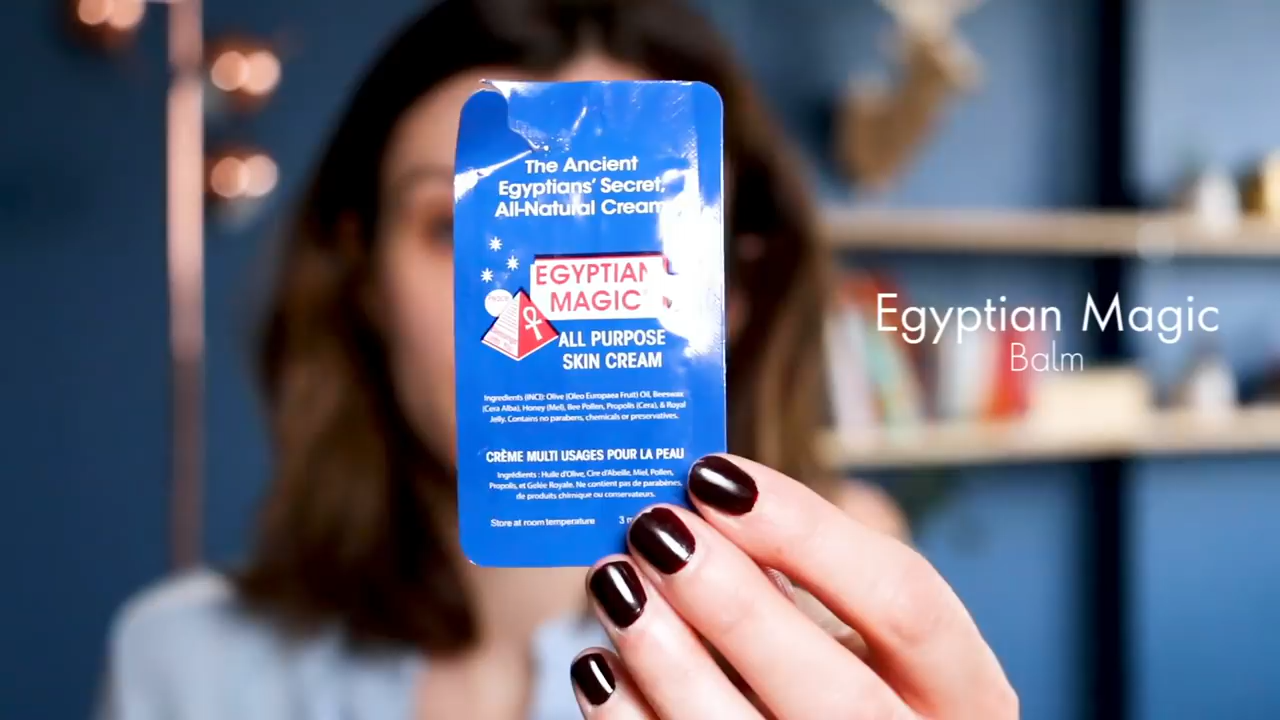 The Ancient
Egyptians' Secret,
All-Natural Cream
EGYPTIAN
MAGIC
ALL PURPOSE
SKIN CREAM
Ingredients (INCI): Olive (Oleo Europaea Fruit) Oil, Beeswax
(Cera Alba), Honey (Mel), Bee Pollen, Propolis (Cera), & Royal
Jelly. Contains no parabens, chemicals or preservatives.
CRÈME MULTI USAGES POUR LA PEAU
Ingrédients : Huile d'Olive, Cire d'Abeille, Miel, Pollen,
Propolis, et Gelée Royale. Ne contient pas de parabènes,
de produits chimique ou conservateurs.
Store at room temperature 3
Egyptian Magic
Balm